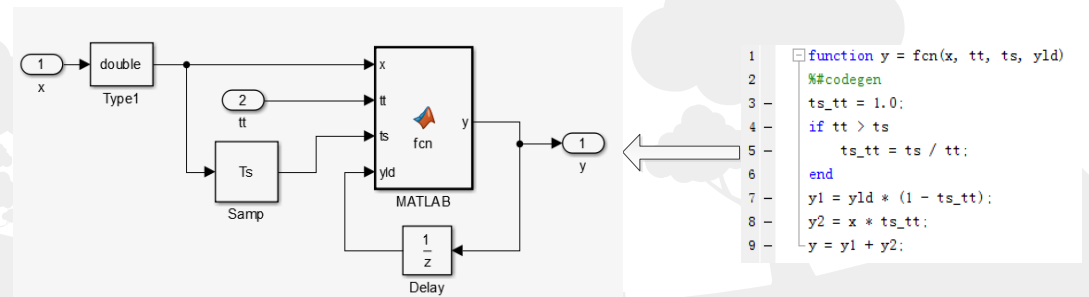 1
x
double
Type1
2
tt
Ts
Samp
x
tt
ts
yld
fcn
y
MATLAB
1
z
Delay
1
y
1 function y = fcn(x, tt, ts, yld)
2 %#codegen
3 - ts_tt = 1.0;
4 - if tt > ts
5 - ts_tt = ts / tt;
6 end
7 - y1 = yld * (1 - ts_tt);
8 - y2 = x * ts_tt;
9 - y = y1 + y2;